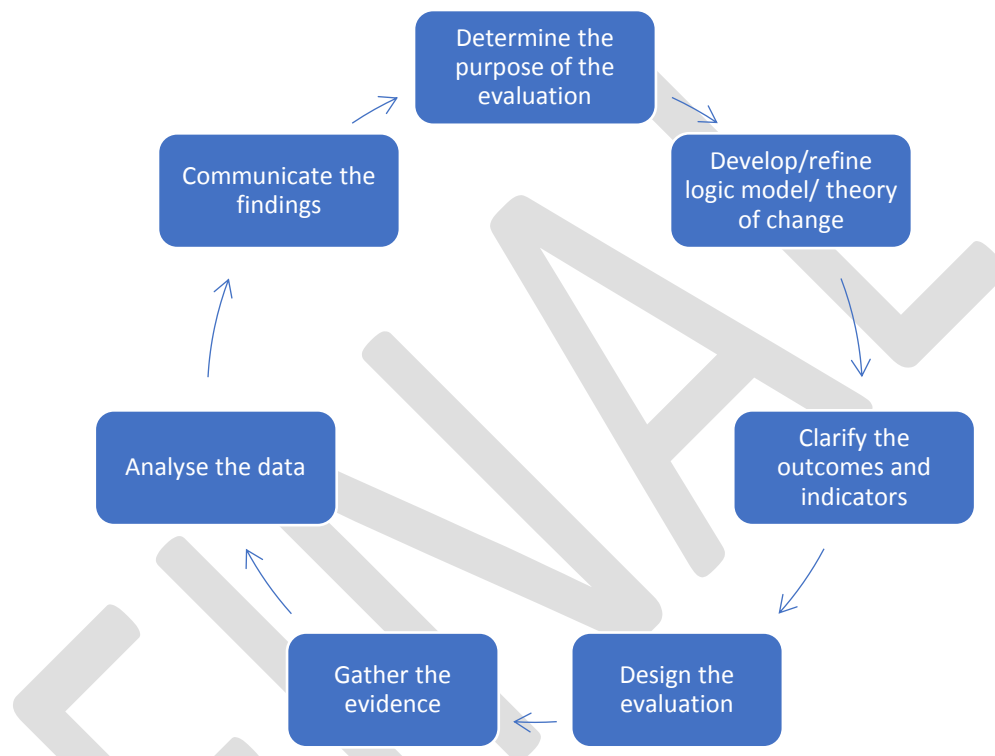 Determine the
purpose of the
evaluation
Develop/refine
logic model/ theory
of change
Clarify the
outcomes and
indicators
Design the
evaluation
Gather the
evidence
Analyse the data
Communicate the
findings
FINAL